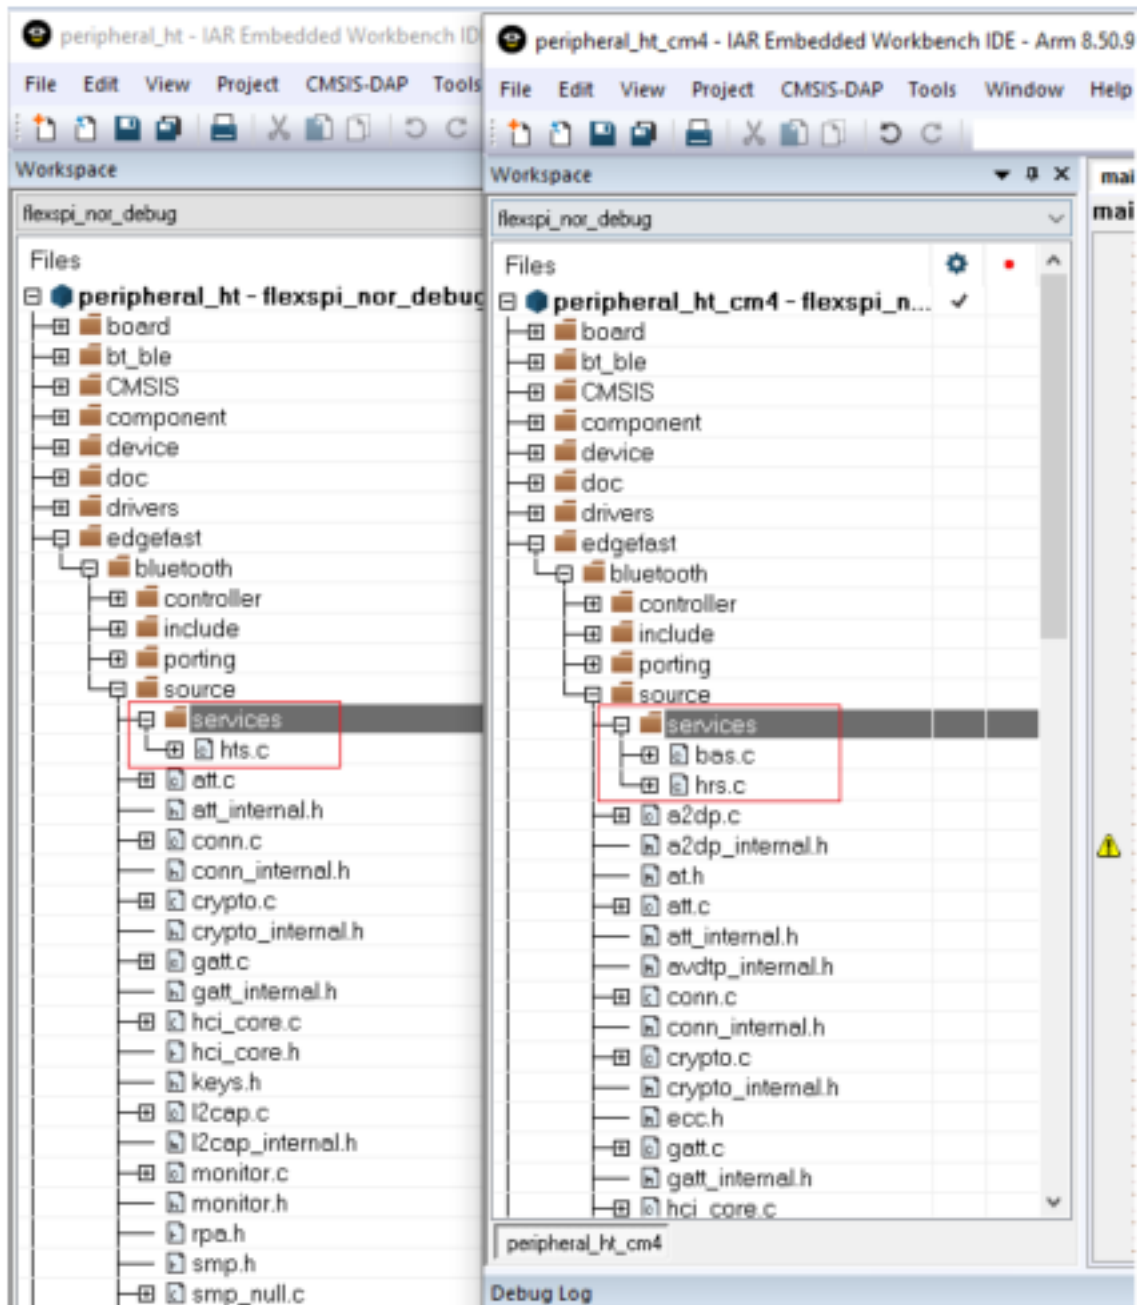 peripheral_ht - IAR Embedded Workbench ID
File Edit View Project CMSIS-DAP Tools
Workspace
flexspi_nor_debug
Files
peripheral_ht - flexspi_nor_debug
board
bt_ble
CMSIS
component
device
doc
drivers
edgefast
bluetooth
controller
include
porting
source
services
hts.c
att.c
att_internal.h
conn.c
conn_internal.h
crypto.c
crypto_internal.h
gatt.c
gatt_internal.h
hci_core.c
hci_core.h
keys.h
l2cap.c
l2cap_internal.h
monitor.c
monitor.h
rpa.h
smp.h
smp_null.c
peripheral_ht_cm4 - IAR Embedded Workbench IDE - Arm 8.50.9
File Edit View Project CMSIS-DAP Tools Window Help
Workspace
flexspi_nor_debug
Files
peripheral_ht_cm4 - flexspi_n...
board
bt_ble
CMSIS
component
device
doc
drivers
edgefast
bluetooth
controller
include
porting
source
services
bas.c
hrs.c
a2dp.c
a2dp_internal.h
at.h
att.c
att_internal.h
avdtp_internal.h
conn.c
conn_internal.h
crypto.c
crypto_internal.h
ecc.h
gatt.c
gatt_internal.h
hci_core.c
peripheral_ht_cm4
Debug Log
mai
mai